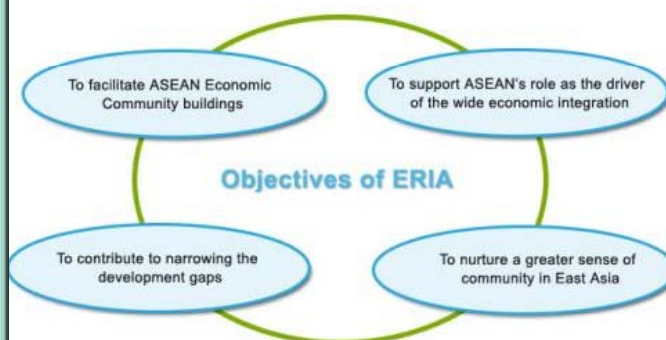 To facilitate ASEAN Economic
Community buildings
To support ASEAN's role as the driver
of the wide economic integration
Objectives of ERIA
To contribute to narrowing the
development gaps
To nurture a greater sense of
community in East Asia